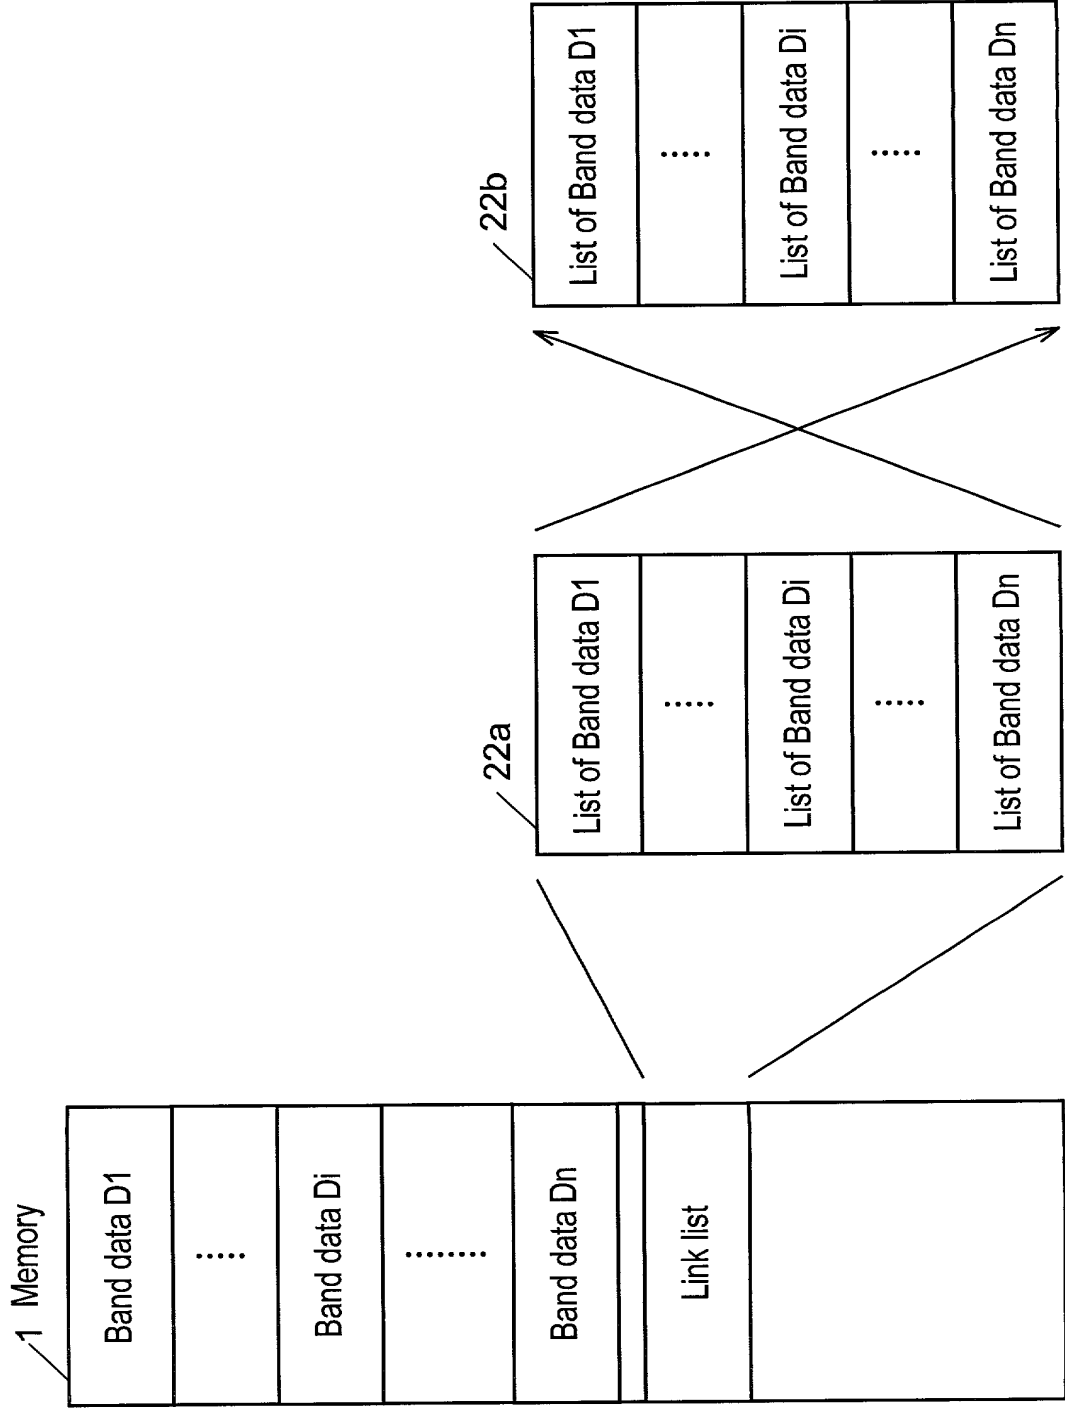 1 Memory
Band data D1
.....
Band data Di
........
Band data Dn
Link list
22a
List of Band data D1
.....
List of Band data Di
.....
List of Band data Dn
22b
List of Band data D1
.....
List of Band data Di
.....
List of Band data Dn